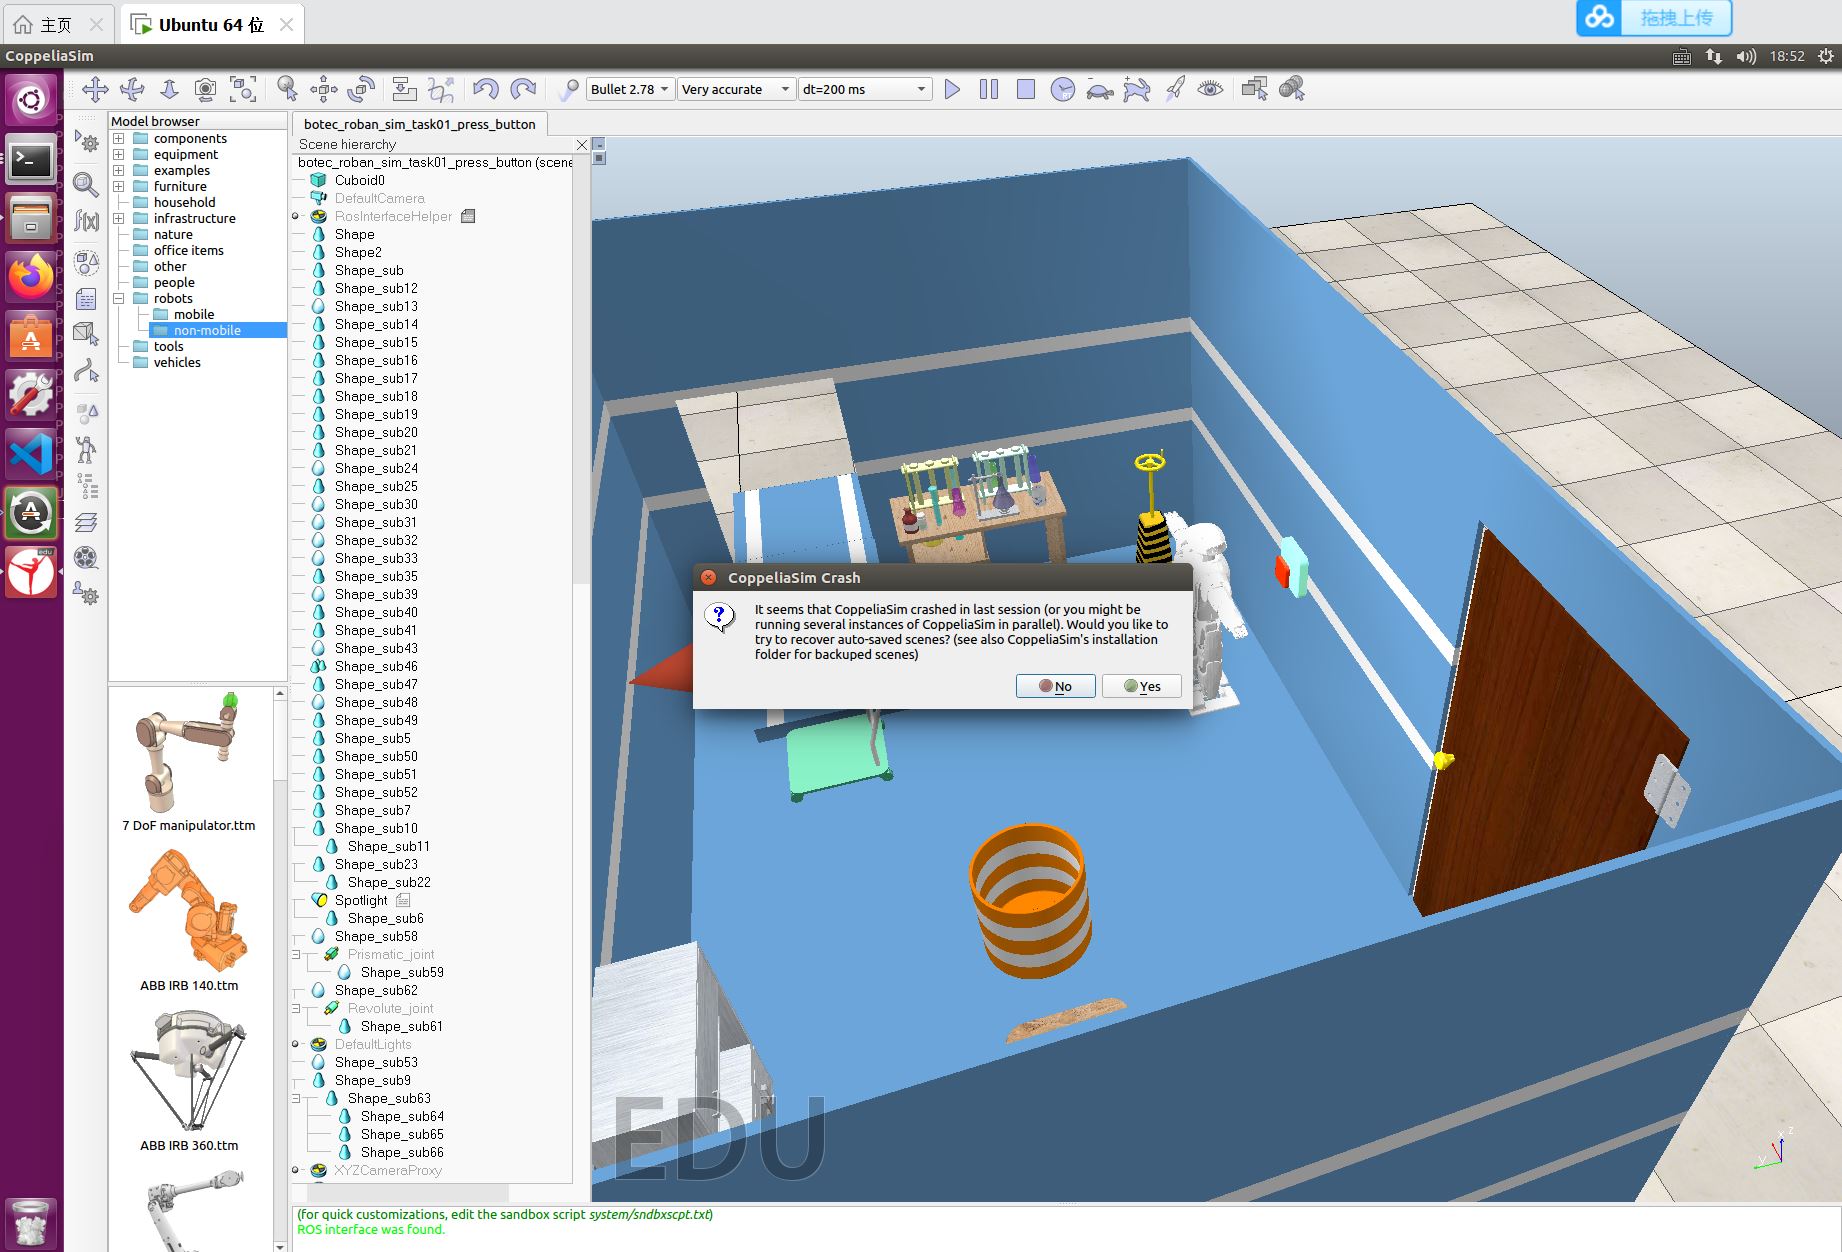 主页
Ubuntu 64 位
拖拽上传
CoppeliaSim
18:52
Bullet 2.78
Very accurate
dt=200 ms
Model browser
components
equipment
examples
furniture
household
infrastructure
nature
office items
other
people
robots
mobile
non-mobile
tools
vehicles
7 DoF manipulator.ttm
ABB IRB 140.ttm
ABB IRB 360.ttm
botec_roban_sim_task01_press_button
Scene hierarchy
botec_roban_sim_task01_press_button (scene
Cuboid0
DefaultCamera
RosInterfaceHelper
Shape
Shape2
Shape_sub
Shape_sub12
Shape_sub13
Shape_sub14
Shape_sub15
Shape_sub16
Shape_sub17
Shape_sub18
Shape_sub19
Shape_sub20
Shape_sub21
Shape_sub24
Shape_sub25
Shape_sub30
Shape_sub31
Shape_sub32
Shape_sub33
Shape_sub35
Shape_sub39
Shape_sub40
Shape_sub41
Shape_sub43
Shape_sub46
Shape_sub47
Shape_sub48
Shape_sub49
Shape_sub5
Shape_sub50
Shape_sub51
Shape_sub52
Shape_sub7
Shape_sub10
Shape_sub11
Shape_sub23
Shape_sub22
Spotlight
Shape_sub6
Shape_sub58
Prismatic_joint
Shape_sub59
Shape_sub62
Revolute_joint
Shape_sub61
DefaultLights
Shape_sub53
Shape_sub9
Shape_sub63
Shape_sub64
Shape_sub65
Shape_sub66
XYZCameraProxy
CoppeliaSim Crash
It seems that CoppeliaSim crashed in last session (or you might be
running several instances of CoppeliaSim in parallel). Would you like
to try to recover auto-saved scenes? (see also CoppeliaSim's installation
folder for backuped scenes)
No
Yes
EDU
(for quick customizations, edit the sandbox script system/sndbxscpt.txt)
ROS interface was found.